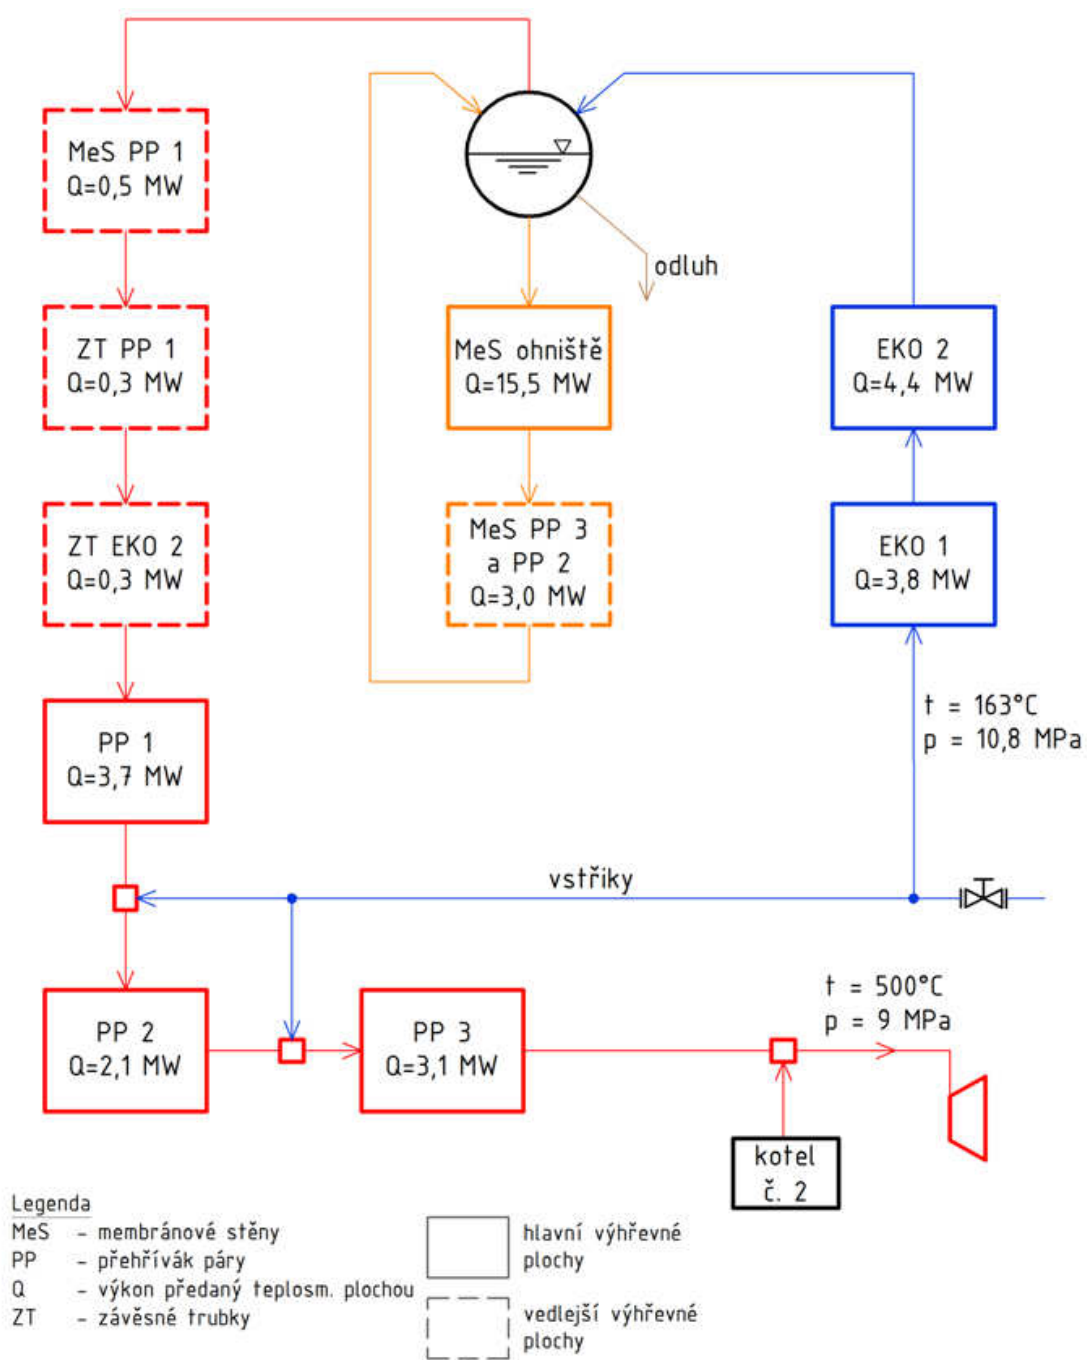 MeS PP 1
Q=0,5 MW
ZT PP 1
Q=0,3 MW
ZT EKO 2
Q=0,3 MW
PP 1
Q=3,7 MW
odluh
MeS ohniště
Q=15,5 MW
MeS PP 3
a PP 2
Q=3,0 MW
EKO 2
Q=4,4 MW
EKO 1
Q=3,8 MW
t = 163°C
p = 10,8 MPa
vstřiky
PP 2
Q=2,1 MW
PP 3
Q=3,1 MW
t = 500°C
p = 9 MPa
kotel
č. 2
Legenda
MeS - membránové stěny
PP - přehřívák páry
Q - výkon předaný teplosm. plochou
ZT - závěsné trubky
hlavní výhřevné
plochy
vedlejší výhřevné
plochy